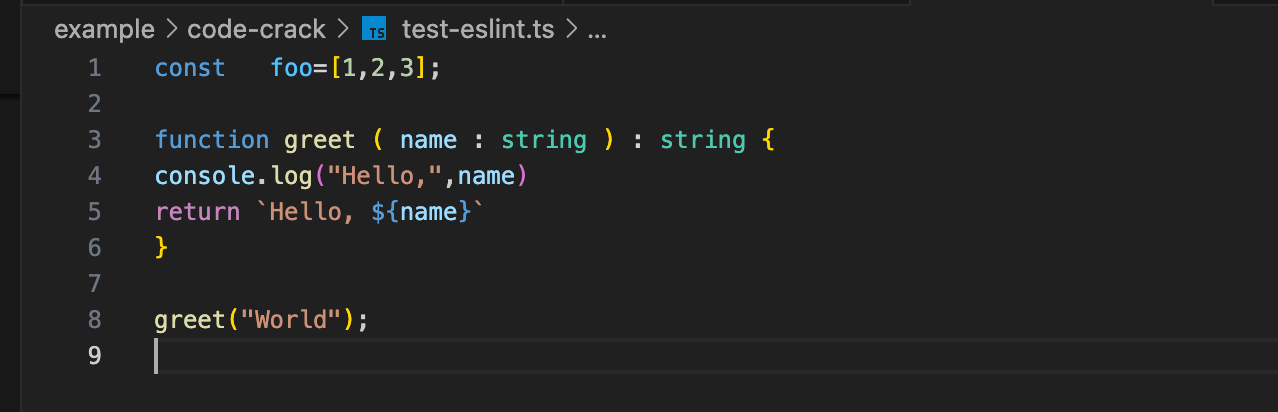 example > code-crack > TS test-eslint.ts > ...
1 const   foo=[1,2,3];
2
3 function greet ( name : string ) : string {
4 console.log("Hello,",name)
5 return `Hello, ${name}`
6 }
7
8 greet("World");
9